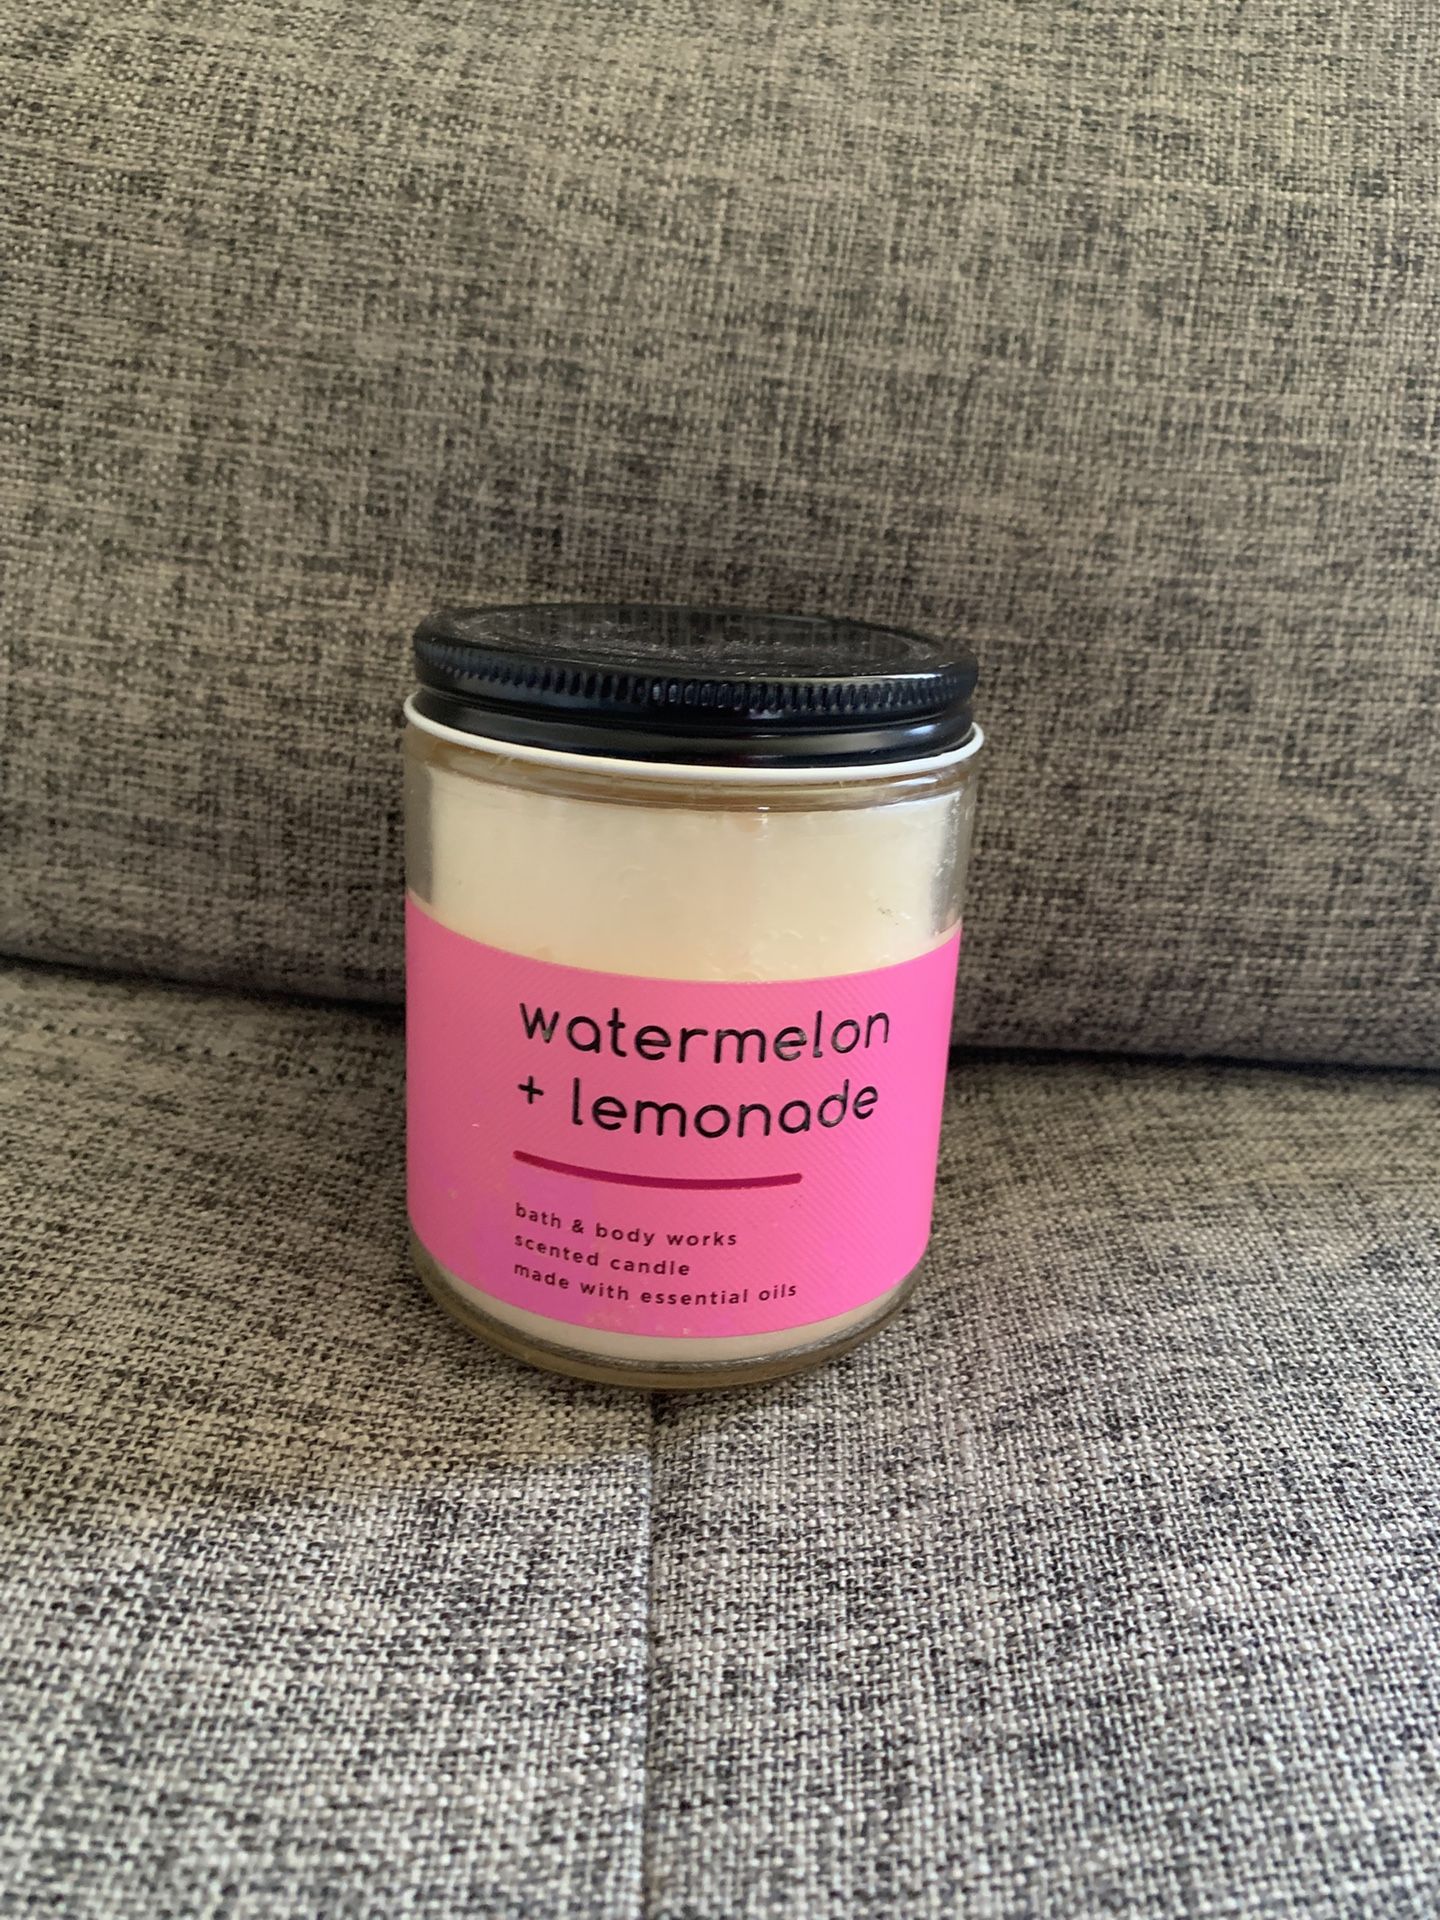 watermelon
+ lemonade
bath & body works
scented candle
made with essential oils